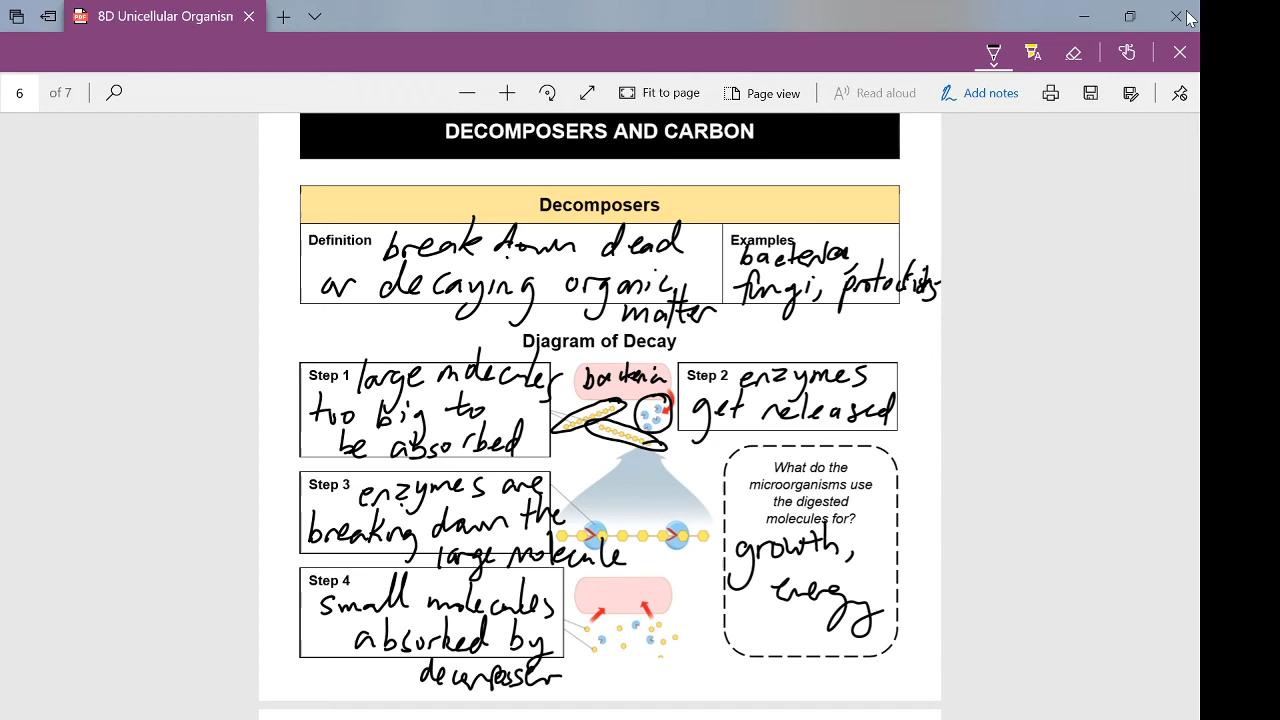 8D Unicellular Organisn
6 of 7
Fit to page
Page view
Read aloud
Add notes
DECOMPOSERS AND CARBON
Decomposers
Definition break down dead
or decaying organic
matter
Examples
bacteria,
fungi, protoctists
Diagram of Decay
Step 1 large molecules
too big to
be absorbed
bacteria
Step 2 enzymes
get released
Step 3 enzymes are
breaking down the
large molecule
What do the
microorganisms use
the digested
molecules for?
growth,
energy
Step 4
small molecules
absorbed by
decomposer